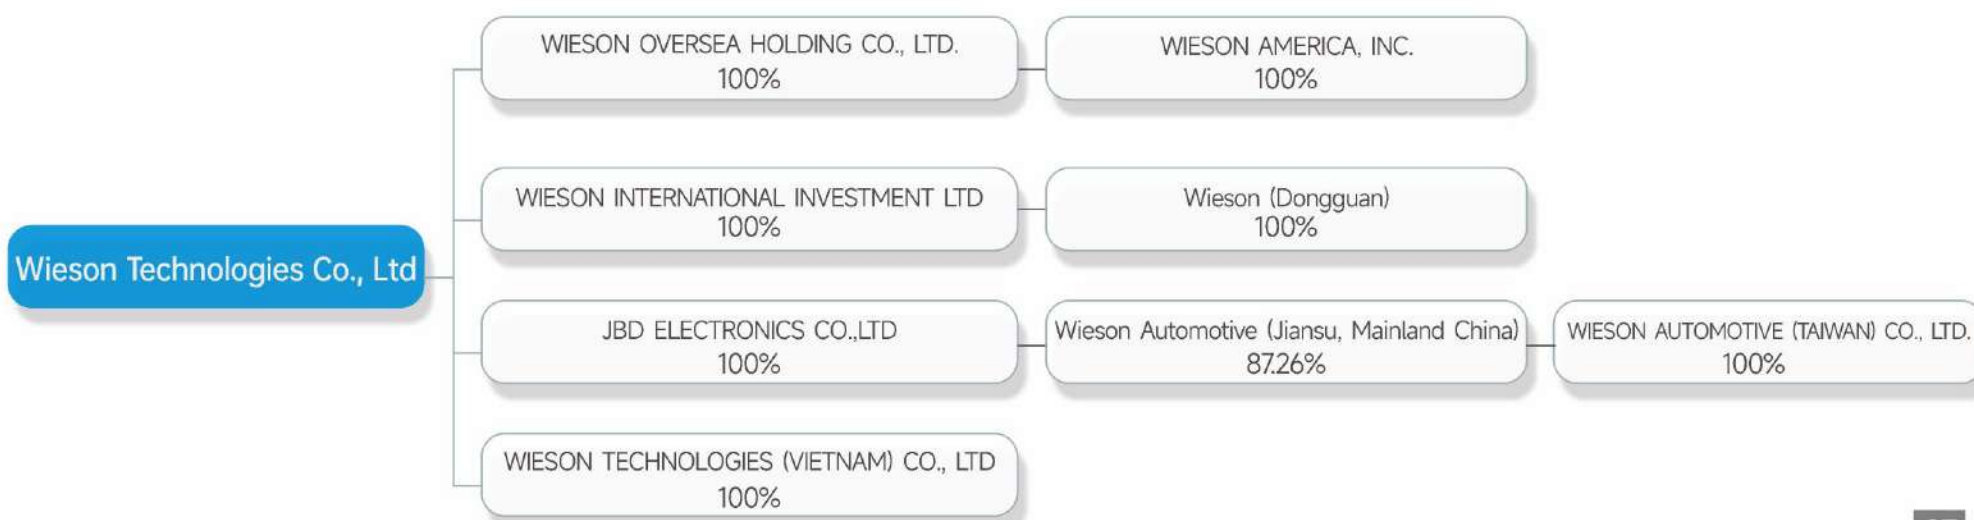 WIESON OVERSEA HOLDING CO., LTD.
100%
WIESON AMERICA, INC.
100%
WIESON INTERNATIONAL INVESTMENT LTD
100%
Wieson (Dongguan)
100%
Wieson Technologies Co., Ltd
JBD ELECTRONICS CO.,LTD
100%
Wieson Automotive (Jiansu, Mainland China)
87.26%
WIESON AUTOMOTIVE (TAIWAN) CO., LTD.
100%
WIESON TECHNOLOGIES (VIETNAM) CO., LTD
100%